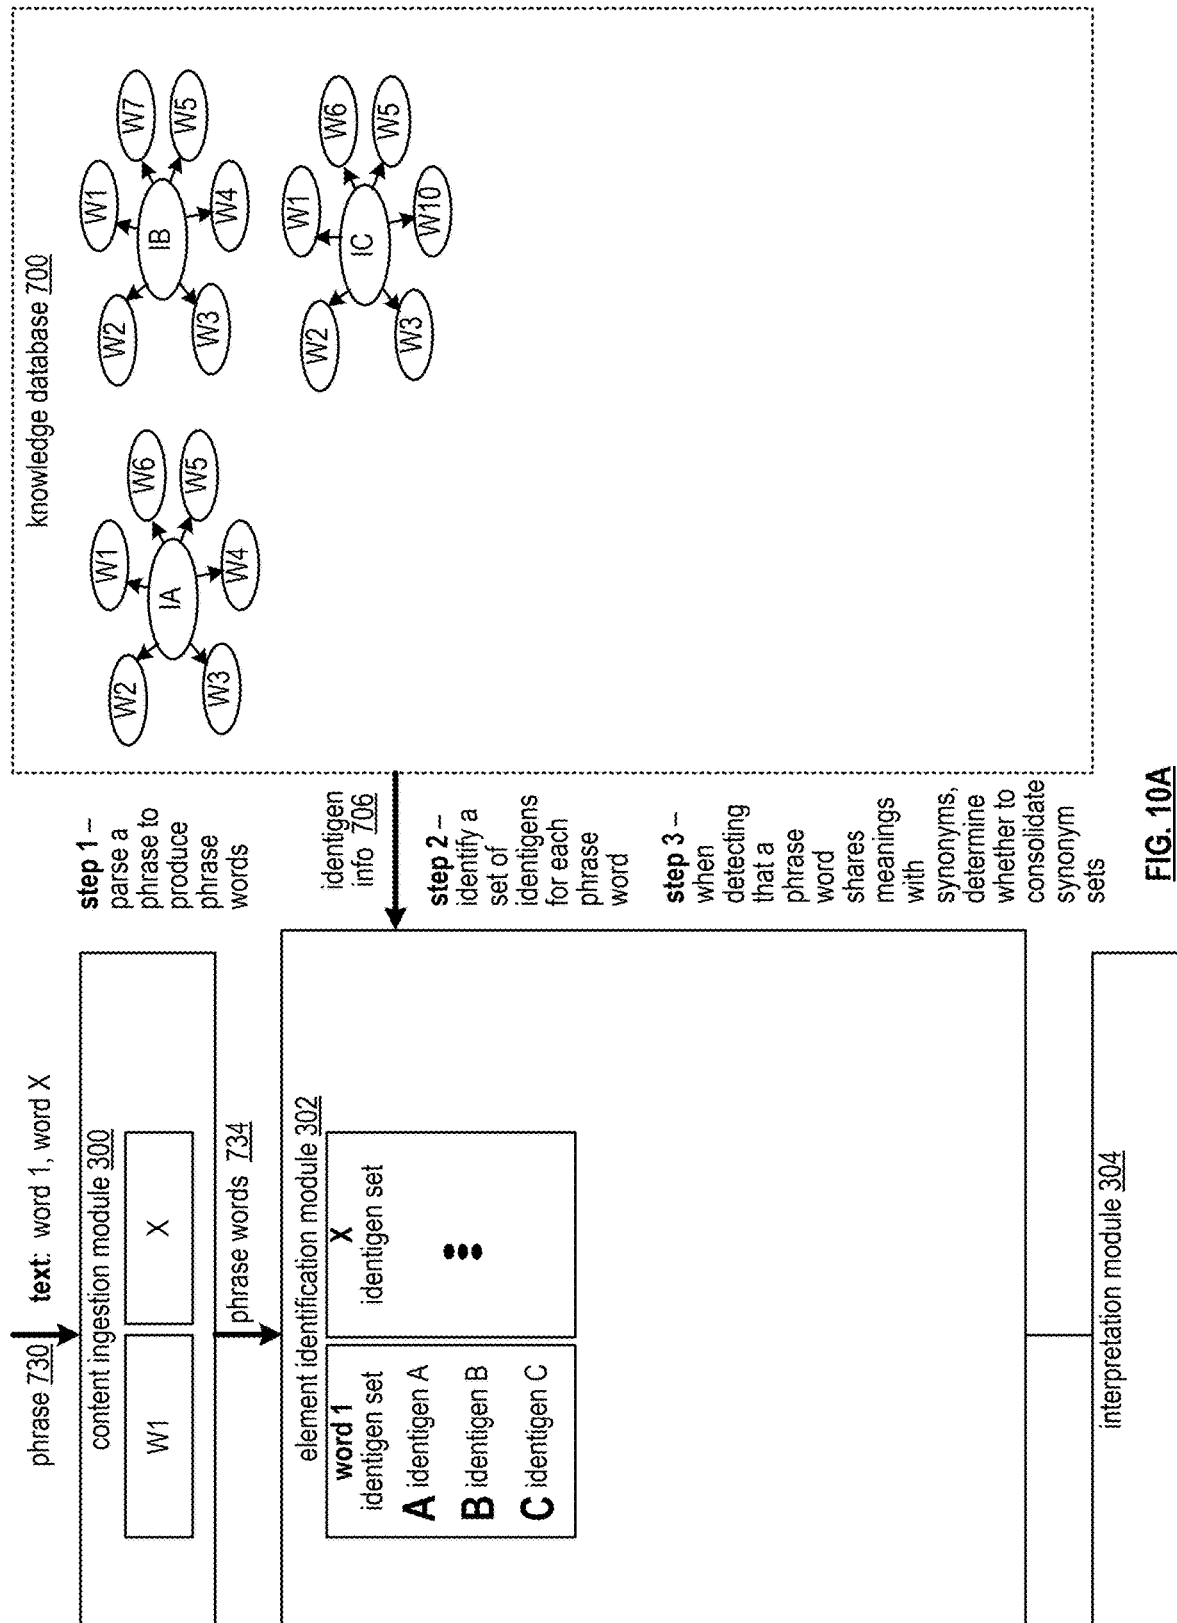 phrase 730
text: word 1, word X
content ingestion module 300
W1
X
phrase words 734
step 1 –
parse a
phrase to
produce
phrase
words
element identification module 302
word 1
identigen set
A identigen A
B identigen B
C identigen C
X
identigen set
identigen
info 706
step 2 –
identify a
set of
identigens
for each
phrase
word
step 3 –
when
detecting
that a
phrase
word
shares
meanings
with
synonyms,
determine
whether to
consolidate
synonym
sets
interpretation module 304
knowledge database 700
W2
W1
W6
IA
W5
W3
W4
W2
W1
W7
IB
W5
W3
W4
W2
W1
W6
IC
W5
W3
W10
FIG. 10A